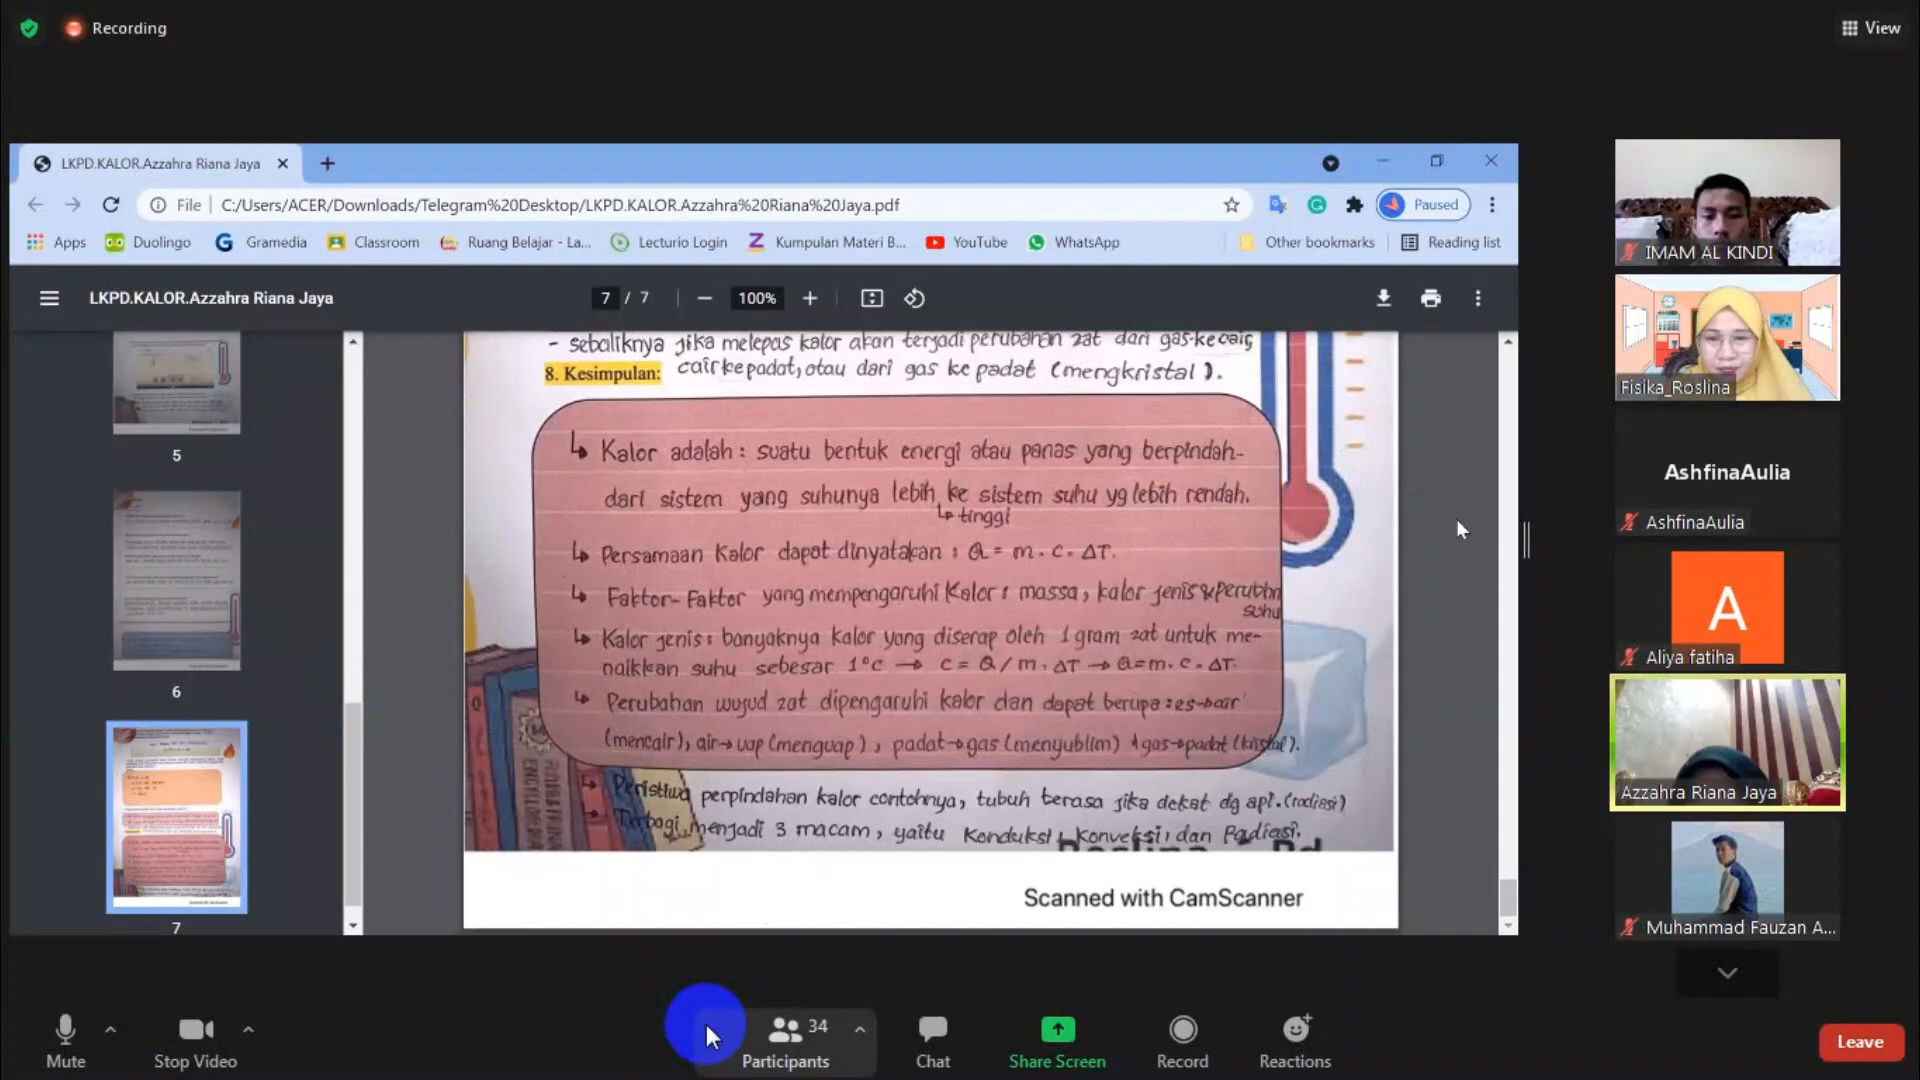 Recording
View
LKPD.KALOR.Azzahra Riana Jaya
File C:/Users/ACER/Downloads/Telegram%20Desktop/LKPD.KALOR.Azzahra%20Riana%20Jaya.pdf
Paused
Apps Duolingo Gramedia Classroom Ruang Belajar - La... Lecturio Login Kumpulan Materi B... YouTube WhatsApp Other bookmarks Reading list
LKPD.KALOR.Azzahra Riana Jaya
7 / 7
100%
5
6
7
- sebaliknya jika melepas kalor akan terjadi perubahan zat dari gas ke cair,
8. Kesimpulan: cair ke padat, atau dari gas ke padat (mengkristal).
↳ Kalor adalah : suatu bentuk energi atau panas yang berpindah-
dari sistem yang suhunya lebih ke sistem suhu yg lebih rendah.
↳ tinggi
↳ Persamaan Kalor dapat dinyatakan : Q = m . c . ΔT.
↳ Faktor-Faktor yang mempengaruhi Kalor : massa, kalor jenis & perubhn
suhu
↳ Kalor jenis : banyaknya kalor yang diserap oleh 1 gram zat untuk me-
naikkan suhu sebesar 1°C → c = Q / m . ΔT → Q = m . c . ΔT.
↳ Perubahan wujud zat dipengaruhi kalor dan dapat berupa : es→air
(mencair), air→uap (menguap), padat→gas (menyublim) & gas→padat (kristal).
↳ Peristiwa perpindahan kalor contohnya, tubuh terasa jika dekat dg api. (radiasi)
→ Terbagi menjadi 3 macam, yaitu Konduksi, Konveksi, dan Radiasi.
Scanned with CamScanner
IMAM AL KINDI
Fisika_Roslina
AshfinaAulia
AshfinaAulia
A
Aliya fatiha
Azzahra Riana Jaya
Muhammad Fauzan A...
Mute
Stop Video
34
Participants
Chat
Share Screen
Record
Reactions
Leave